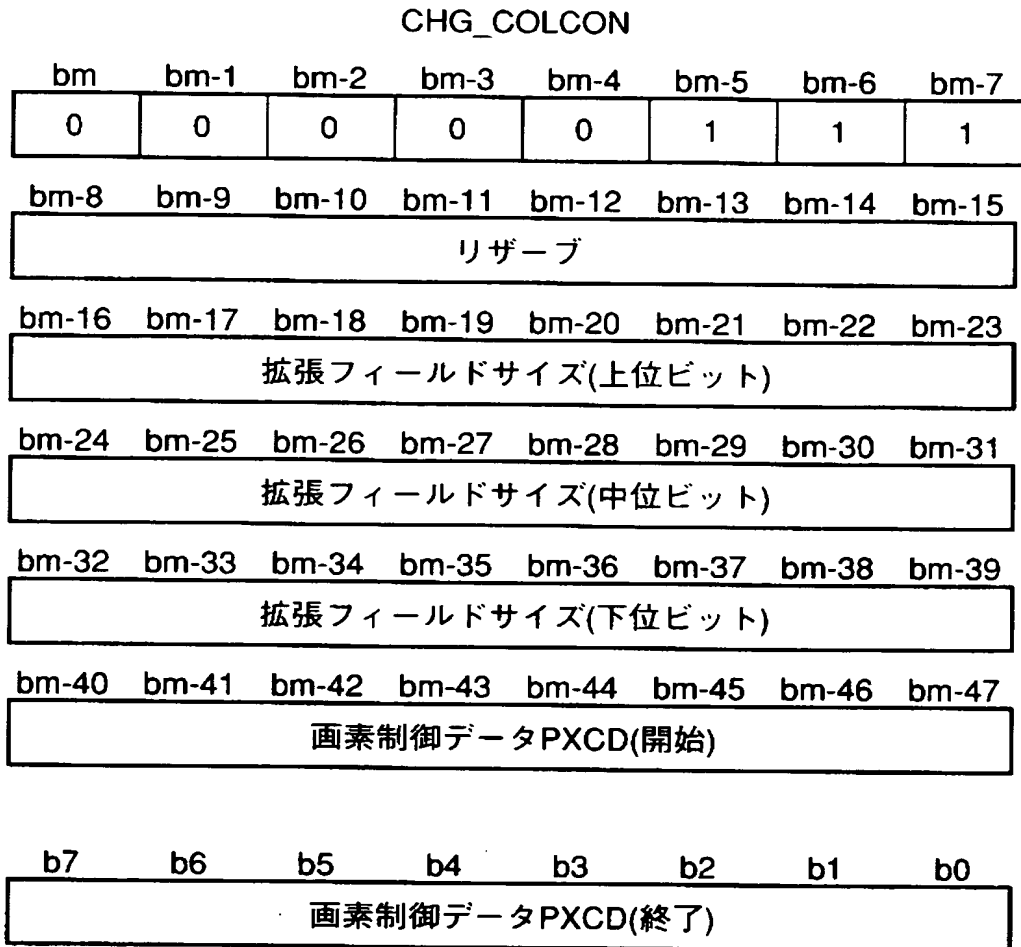 CHG_COLCON
bm bm-1 bm-2 bm-3 bm-4 bm-5 bm-6 bm-7
0 0 0 0 0 1 1 1
bm-8 bm-9 bm-10 bm-11 bm-12 bm-13 bm-14 bm-15
リザーブ
bm-16 bm-17 bm-18 bm-19 bm-20 bm-21 bm-22 bm-23
拡張フィールドサイズ(上位ビット)
bm-24 bm-25 bm-26 bm-27 bm-28 bm-29 bm-30 bm-31
拡張フィールドサイズ(中位ビット)
bm-32 bm-33 bm-34 bm-35 bm-36 bm-37 bm-38 bm-39
拡張フィールドサイズ(下位ビット)
bm-40 bm-41 bm-42 bm-43 bm-44 bm-45 bm-46 bm-47
画素制御データPXCD(開始)
b7 b6 b5 b4 b3 b2 b1 b0
画素制御データPXCD(終了)